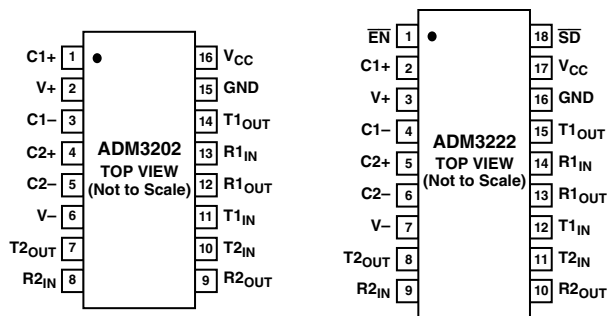 C1+ 1 16 VCC
V+ 2 15 GND
C1– 3 14 T1OUT
C2+ 4 13 R1IN
C2– 5 12 R1OUT
V– 6 11 T1IN
T2OUT 7 10 T2IN
R2IN 8 9 R2OUT
ADM3202
TOP VIEW
(Not to Scale)
EN 1 18 SD
C1+ 2 17 VCC
V+ 3 16 GND
C1– 4 15 T1OUT
C2+ 5 14 R1IN
C2– 6 13 R1OUT
V– 7 12 T1IN
T2OUT 8 11 T2IN
R2IN 9 10 R2OUT
ADM3222
TOP VIEW
(Not to Scale)